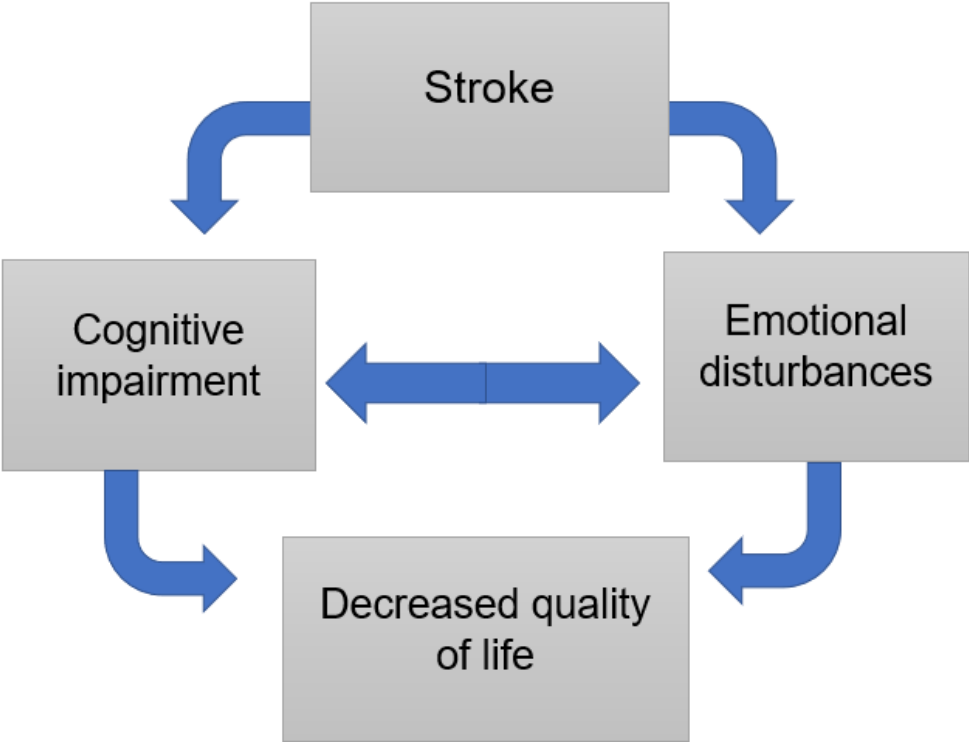 Stroke
Cognitive
impairment
Emotional
disturbances
Decreased quality
of life